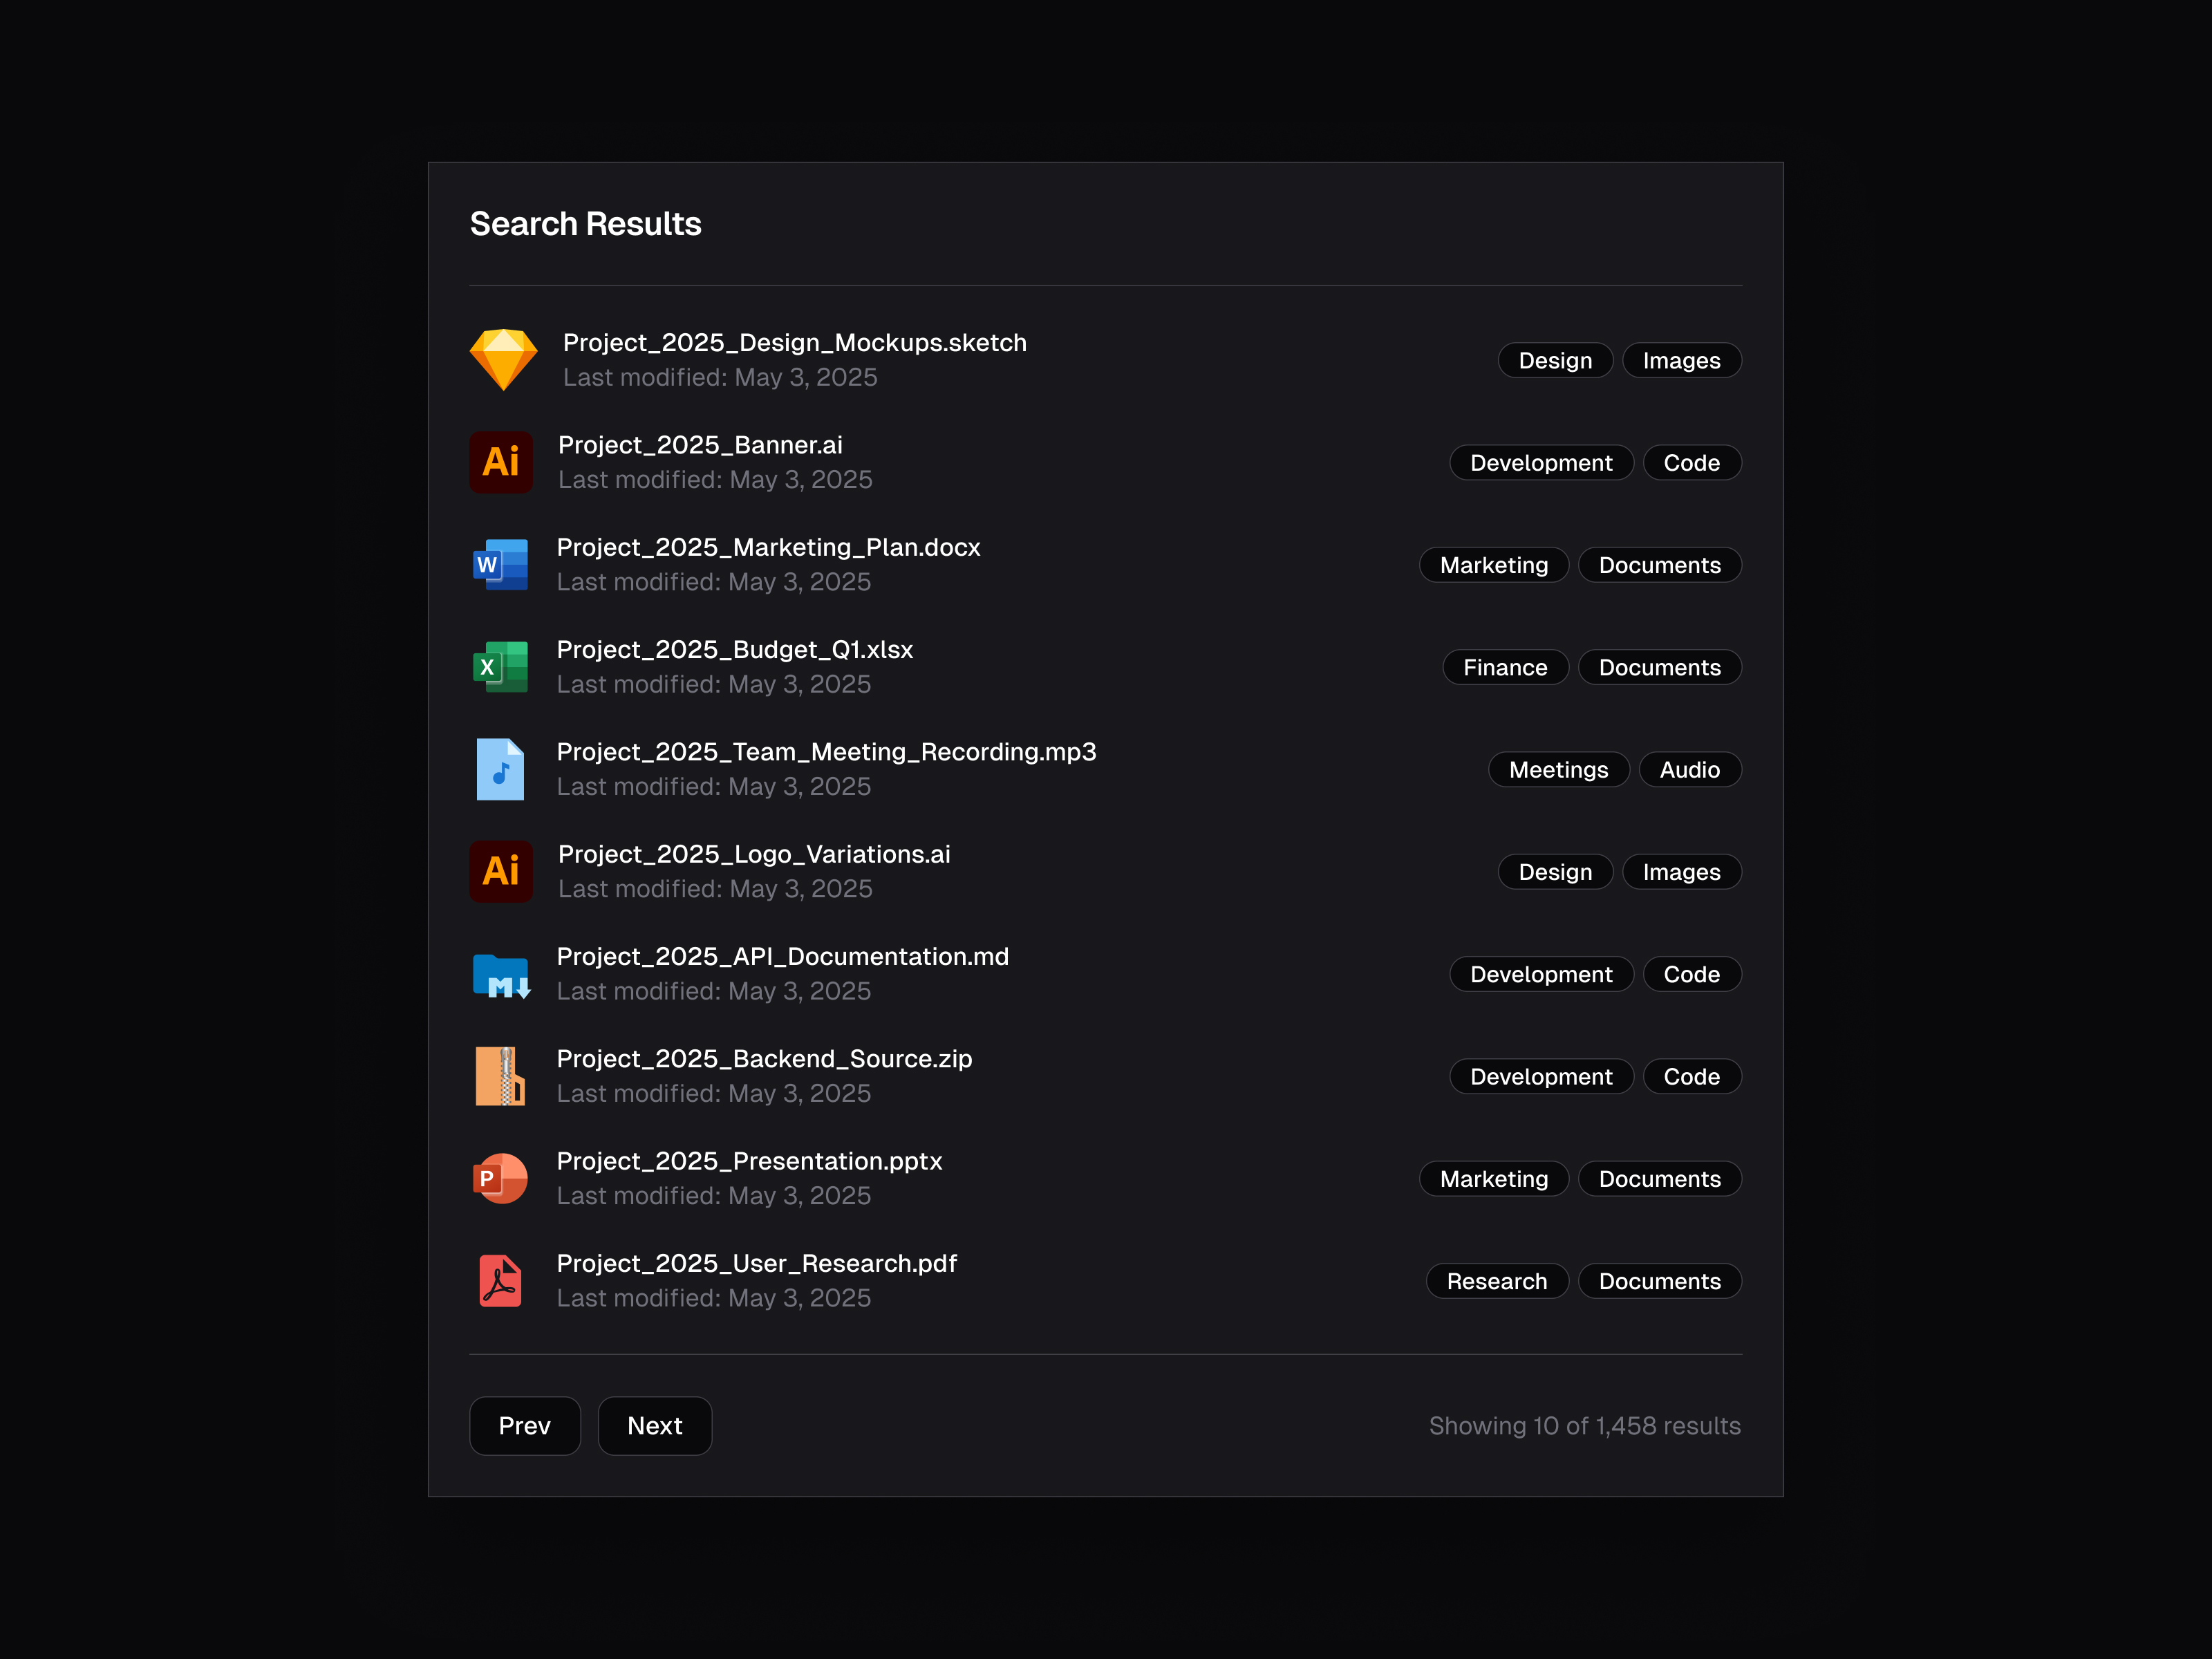 Search Results
Project_2025_Design_Mockups.sketch
Last modified: May 3, 2025
Design Images
Ai
Project_2025_Banner.ai
Last modified: May 3, 2025
Development Code
W
Project_2025_Marketing_Plan.docx
Last modified: May 3, 2025
Marketing Documents
X
Project_2025_Budget_Q1.xlsx
Last modified: May 3, 2025
Finance Documents
Project_2025_Team_Meeting_Recording.mp3
Last modified: May 3, 2025
Meetings Audio
Ai
Project_2025_Logo_Variations.ai
Last modified: May 3, 2025
Design Images
M
Project_2025_API_Documentation.md
Last modified: May 3, 2025
Development Code
Project_2025_Backend_Source.zip
Last modified: May 3, 2025
Development Code
P
Project_2025_Presentation.pptx
Last modified: May 3, 2025
Marketing Documents
Project_2025_User_Research.pdf
Last modified: May 3, 2025
Research Documents
Prev Next Showing 10 of 1,458 results